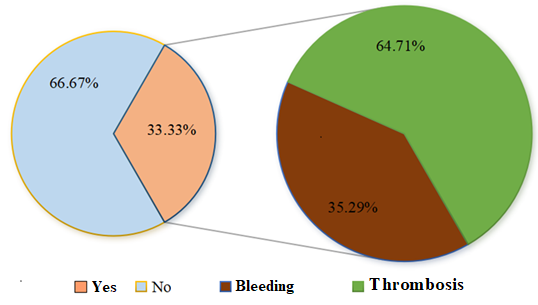 64.71%
66.67%
33.33%
35.29%
Yes No Bleeding Thrombosis